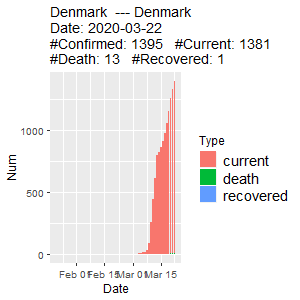 Denmark  --- Denmark
Date: 2020-03-22
#Confirmed: 1395   #Current: 1381
#Death: 13   #Recovered: 1
1000
500
0
Num
Feb 01 Feb 15 Mar 01 Mar 15
Date
Type
current
death
recovered